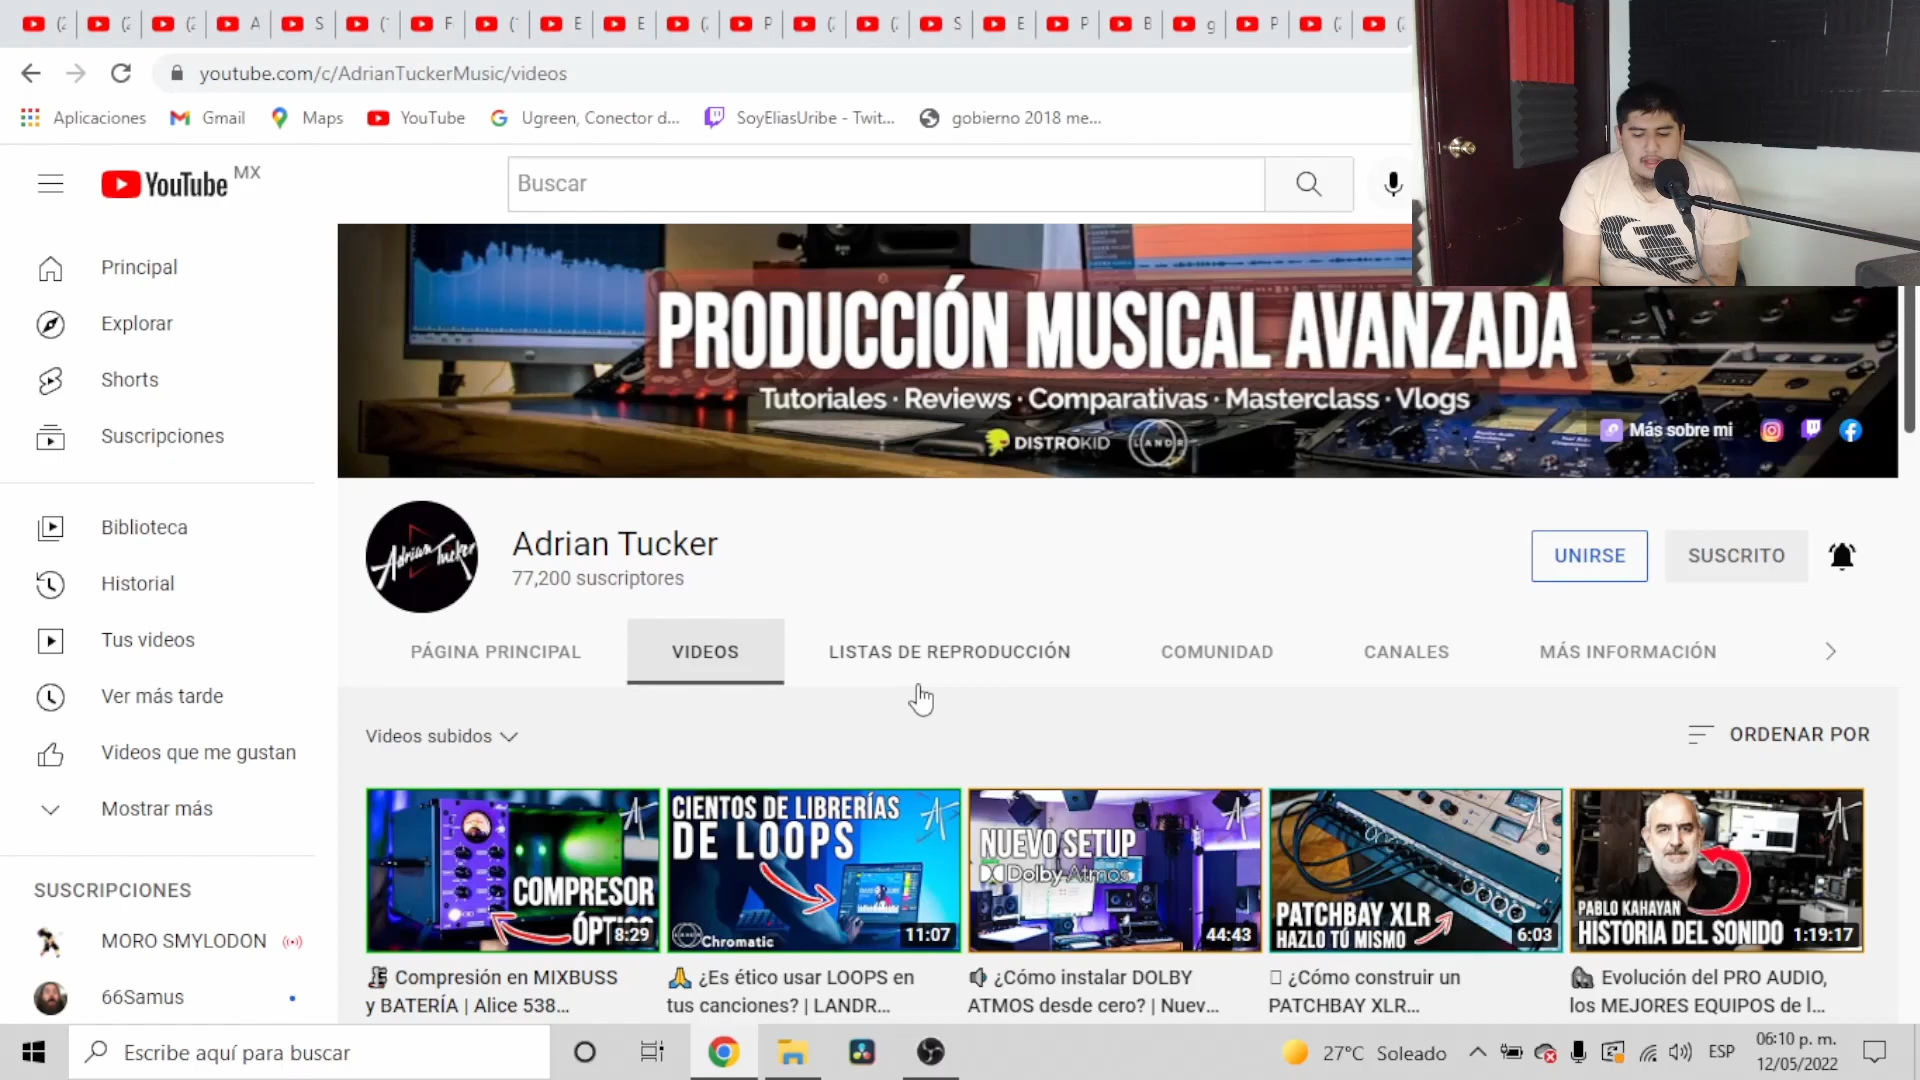 A
S
F
E
E
P
S
E
P
B
g
P
youtube.com/c/AdrianTuckerMusic/videos
Aplicaciones
Gmail
Maps
YouTube
Ugreen, Conector d...
SoyEliasUribe - Twit...
gobierno 2018 me...
YouTube MX
Buscar
Principal
Explorar
Shorts
Suscripciones
Biblioteca
Historial
Tus videos
Ver más tarde
Videos que me gustan
Mostrar más
SUSCRIPCIONES
MORO SMYLODON
66Samus
PRODUCCIÓN MUSICAL AVANZADA
Tutoriales · Reviews · Comparativas · Masterclass · Vlogs
DISTROKID
LANDR
Más sobre mi
Adrian Tucker
Adrian Tucker
77,200 suscriptores
UNIRSE
SUSCRITO
PÁGINA PRINCIPAL
VIDEOS
LISTAS DE REPRODUCCIÓN
COMUNIDAD
CANALES
MÁS INFORMACIÓN
Videos subidos
ORDENAR POR
COMPRESOR
ÓPT
8:29
Compresión en MIXBUSS
y BATERÍA | Alice 538...
CIENTOS DE LIBRERÍAS
DE LOOPS
Chromatic
11:07
¿Es ético usar LOOPS en
tus canciones? | LANDR...
NUEVO SETUP
Dolby Atmos
44:43
¿Cómo instalar DOLBY
ATMOS desde cero? | Nuev...
PATCHBAY XLR
HAZLO TÚ MISMO
6:03
¿Cómo construir un
PATCHBAY XLR...
PABLO KAHAYAN
HISTORIA DEL SONIDO
1:19:17
Evolución del PRO AUDIO,
los MEJORES EQUIPOS de l...
Escribe aquí para buscar
27°C Soleado
ESP
06:10 p. m.
12/05/2022